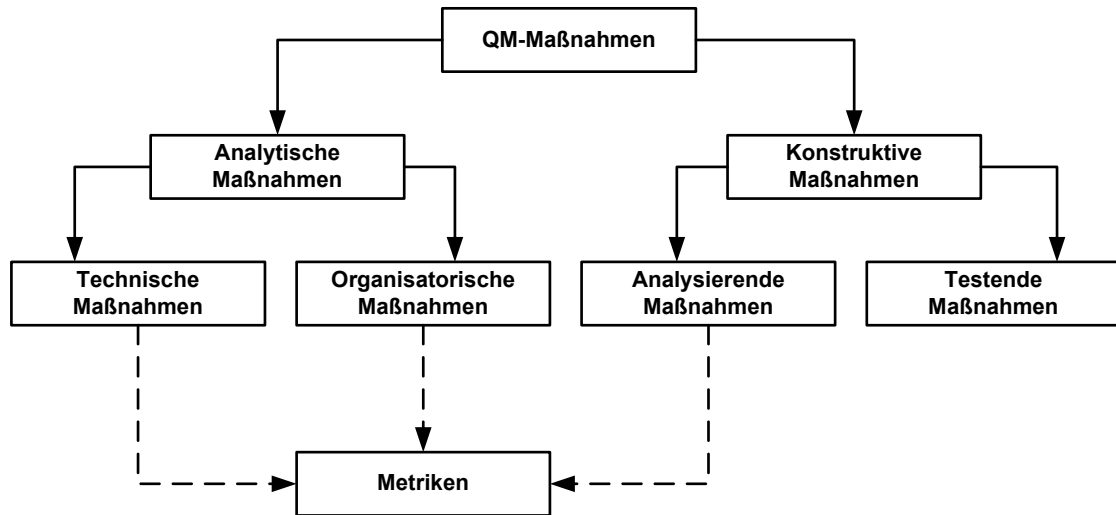 QM-Maßnahmen
Analytische
Maßnahmen
Konstruktive
Maßnahmen
Technische
Maßnahmen
Organisatorische
Maßnahmen
Analysierende
Maßnahmen
Testende
Maßnahmen
Metriken